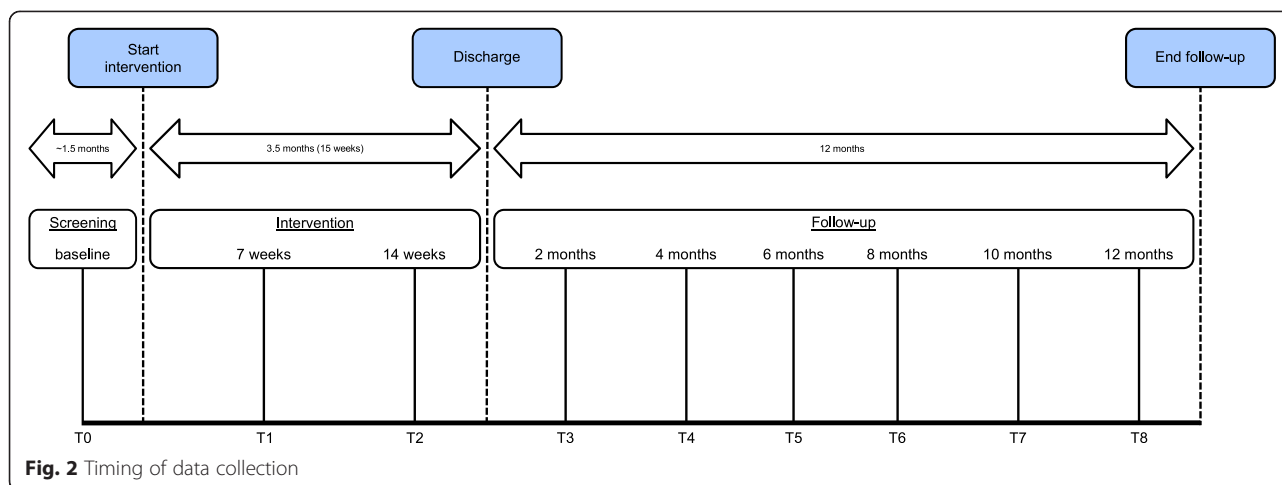 Start
intervention
Discharge
End follow-up
~1.5 months
3.5 months (15 weeks)
12 months
Screening
baseline
Intervention
7 weeks
14 weeks
Follow-up
2 months
4 months
6 months
8 months
10 months
12 months
T0
T1
T2
T3
T4
T5
T6
T7
T8
Fig. 2 Timing of data collection